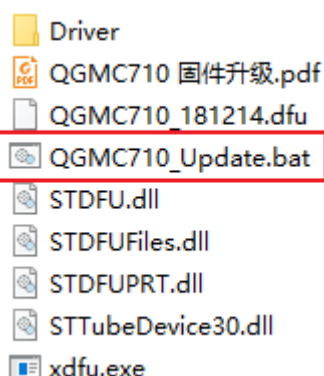 Driver
QGMC710 固件升级.pdf
QGMC710_181214.dfu
QGMC710_Update.bat
STDFU.dll
STDFUFiles.dll
STDFUPRT.dll
STTubeDevice30.dll
xdfu.exe